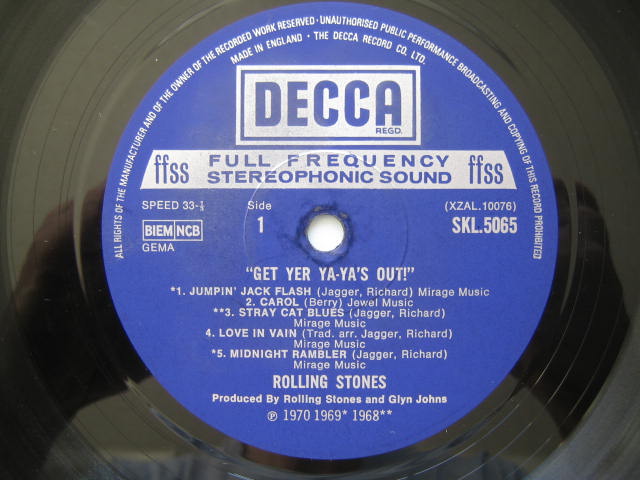 ALL RIGHTS OF THE MANUFACTURER AND OF THE OWNER OF THE RECORDED WORK RESERVED · UNAUTHORISED PUBLIC PERFORMANCE BROADCASTING AND COPYING OF THIS RECORD PROHIBITED
MADE IN ENGLAND · THE DECCA RECORD CO. LTD.
DECCA
REGD.
ffss FULL FREQUENCY STEREOPHONIC SOUND ffss
SPEED 33-⅓ Side (XZAL.10076)
BIEM NCB 1 SKL.5065
GEMA
"GET YER YA-YA'S OUT!"
*1. JUMPIN' JACK FLASH (Jagger, Richard) Mirage Music
2. CAROL (Berry) Jewel Music
**3. STRAY CAT BLUES (Jagger, Richard)
Mirage Music
4. LOVE IN VAIN (Trad. arr. Jagger, Richard)
Mirage Music
*5. MIDNIGHT RAMBLER (Jagger, Richard)
Mirage Music
ROLLING STONES
Produced By Rolling Stones and Glyn Johns
℗ 1970 1969* 1968**